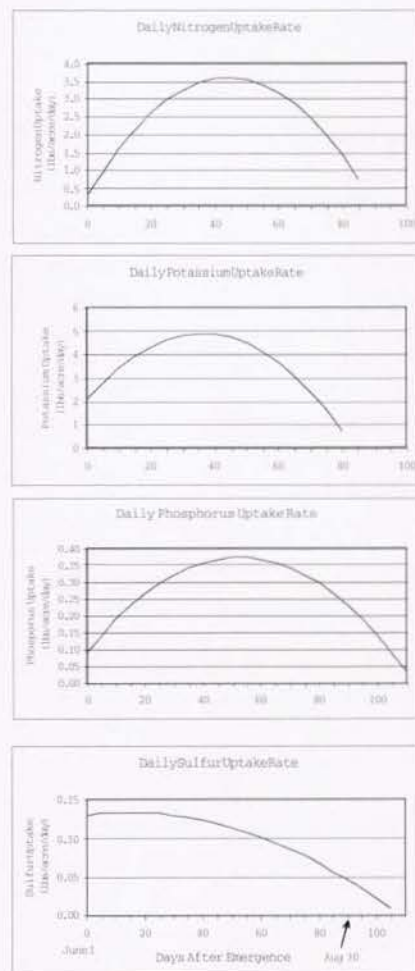 DailyNitrogenUptakeRate
4.0
3.5
3.0
2.5
2.0
1.5
1.0
0.5
0.0
NitrogenUptake
(lbs/acre/day)
0 20 40 60 80 100
DailyPotassiumUptakeRate
6
5
4
3
2
1
0
PotassiumUptake
(lbs/acre/day)
0 20 40 60 80 100
Daily Phosphorus UptakeRate
0.40
0.35
0.30
0.25
0.20
0.15
0.10
0.05
0.00
Phosphorus Uptake
(lbs/acre/day)
0 20 40 60 80 100
DailySulfurUptakeRate
0.15
0.10
0.05
0.00
SulfurUptake
(lbs/acre/day)
0 20 40 60 80 100
June1
Days After Emergence
Aug 30